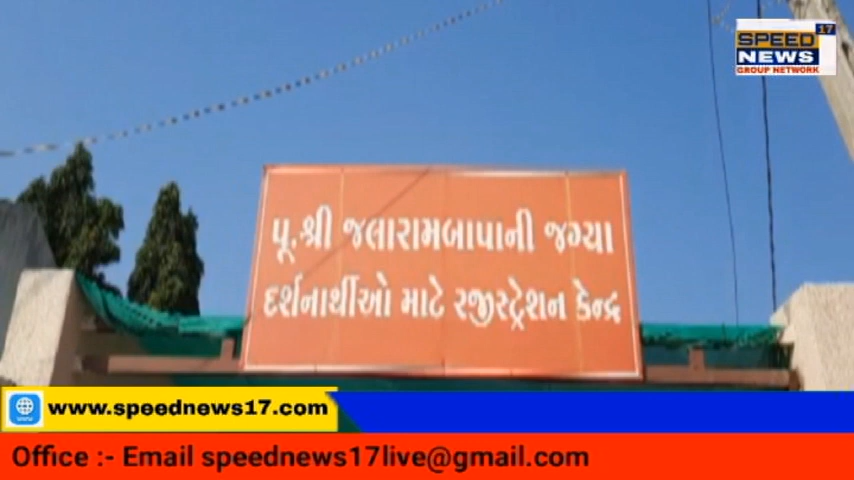 SPEED 17
NEWS
GROUP NETWORK
પૂ.શ્રી જલારામબાપાની જગ્યા
દર્શનાર્થીઓ માટે રજીસ્ટ્રેશન કેન્દ્ર
www.speednews17.com
Office :- Email speednews17live@gmail.com